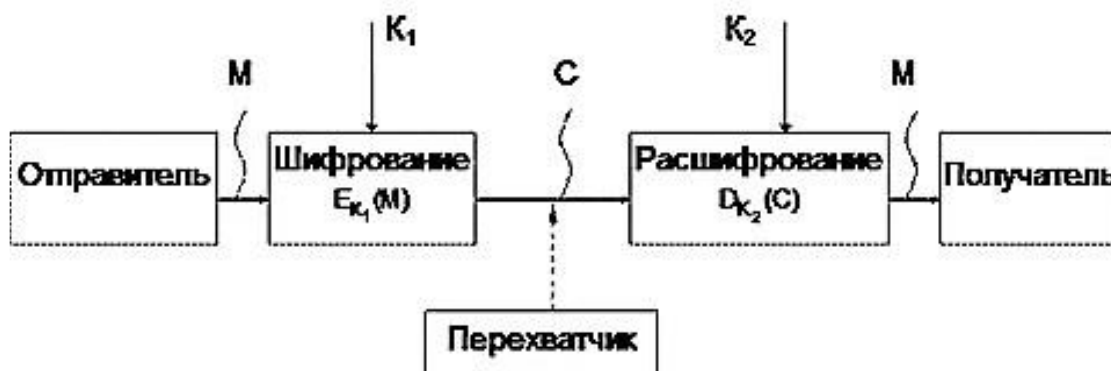 K₁
K₂
M
C
M
Отправитель
Шифрование
E_K₁(M)
Расшифрование
D_K₂(C)
Получатель
Перехватчик